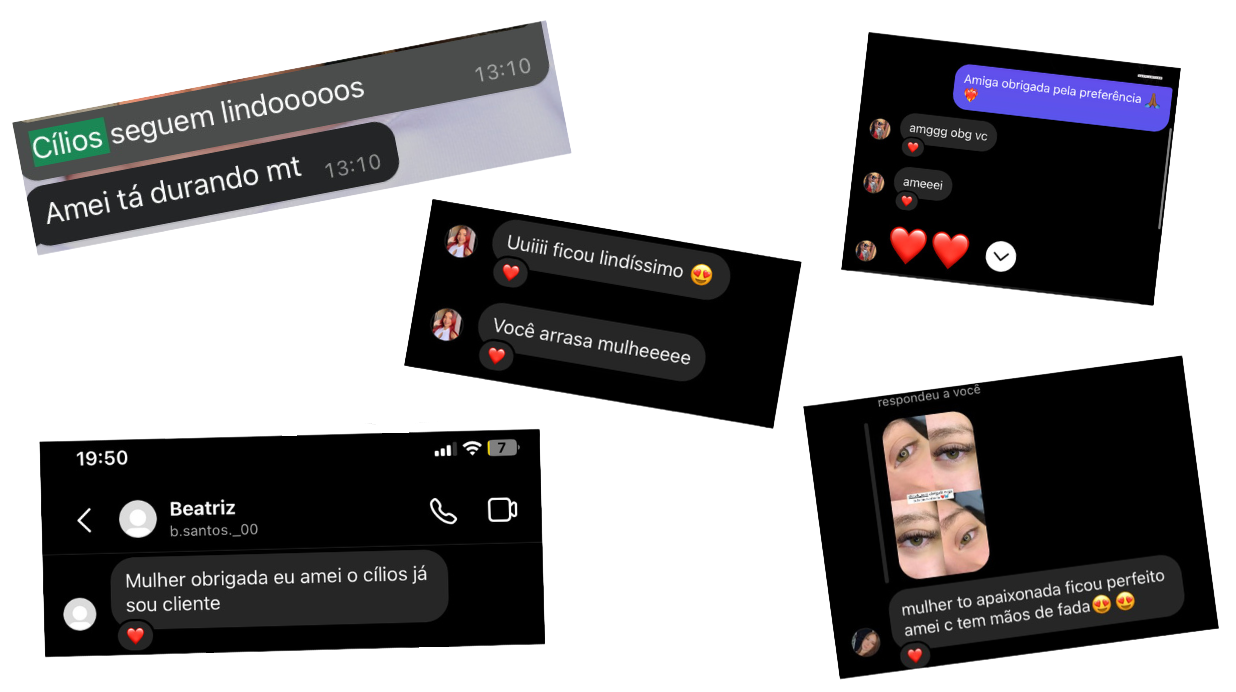 Cílios seguem lindooooos
13:10
Amei tá durando mt
13:10
Amiga obrigada pela preferência 🙏🏾
❤️‍🔥
amggg obg vc
❤️
ameeei
❤️
❤️❤️
Uuiiii ficou lindíssimo 😍
❤️
Você arrasa mulheeeee
❤️
19:50
7
Beatriz
b.santos._00
Mulher obrigada eu amei o cílios já
sou cliente
❤️
respondeu a você
mulher to apaixonada ficou perfeito
amei c tem mãos de fada😍😍
❤️